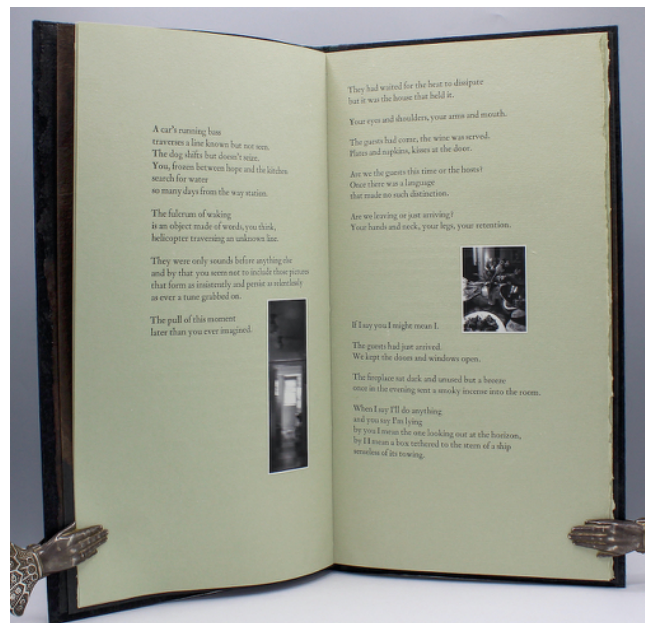 A car's running bass
traverses a line known but not seen.
The dog shifts but doesn't seize.
You, frozen between hope and the kitchen
search for water
so many days from the way station.
The fulcrum of waking
is an object made of words, you think,
helicopter traversing an unknown line.
They were only sounds before anything else
and by that you seem not to include those pictures
that form as insistently and persist as relentlessly
as ever a tune grabbed on.
The pull of this moment
later than you ever imagined.
They had waited for the heat to dissipate
but it was the house that held it.
Your eyes and shoulders, your arms and mouth.
The guests had come, the wine was served.
Plates and napkins, kisses at the door.
Are we the guests this time or the hosts?
Once there was a language
that made no such distinction.
Are we leaving or just arriving?
Your hands and neck, your legs, your retention.
If I say you I might mean I.
The guests had just arrived.
We kept the doors and windows open.
The fireplace sat dark and unused but a breeze
once in the evening sent a smoky incense into the room.
When I say I'll do anything
and you say I'm lying
by you I mean the one looking out at the horizon,
by I I mean a box tethered to the stern of a ship
senseless of its towing.